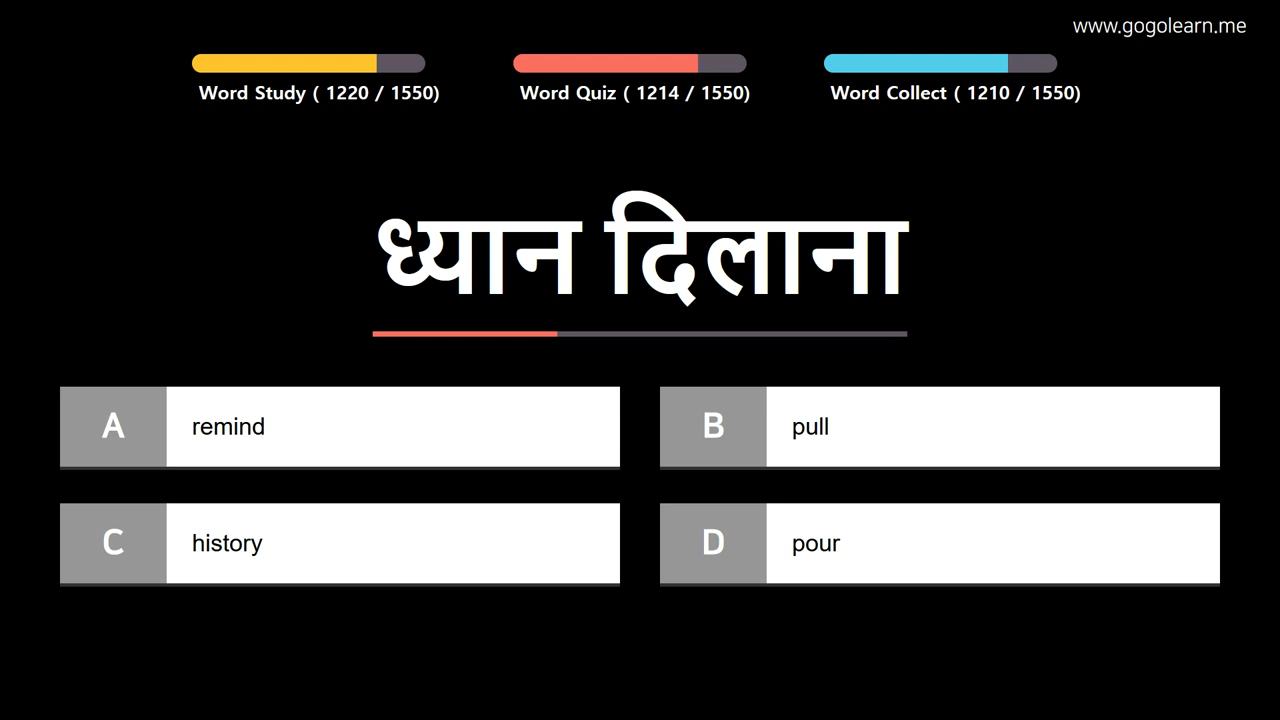 www.gogolearn.me
Word Study ( 1220 / 1550)
Word Quiz ( 1214 / 1550)
Word Collect ( 1210 / 1550)
ध्यान दिलाना
A remind
B pull
C history
D pour